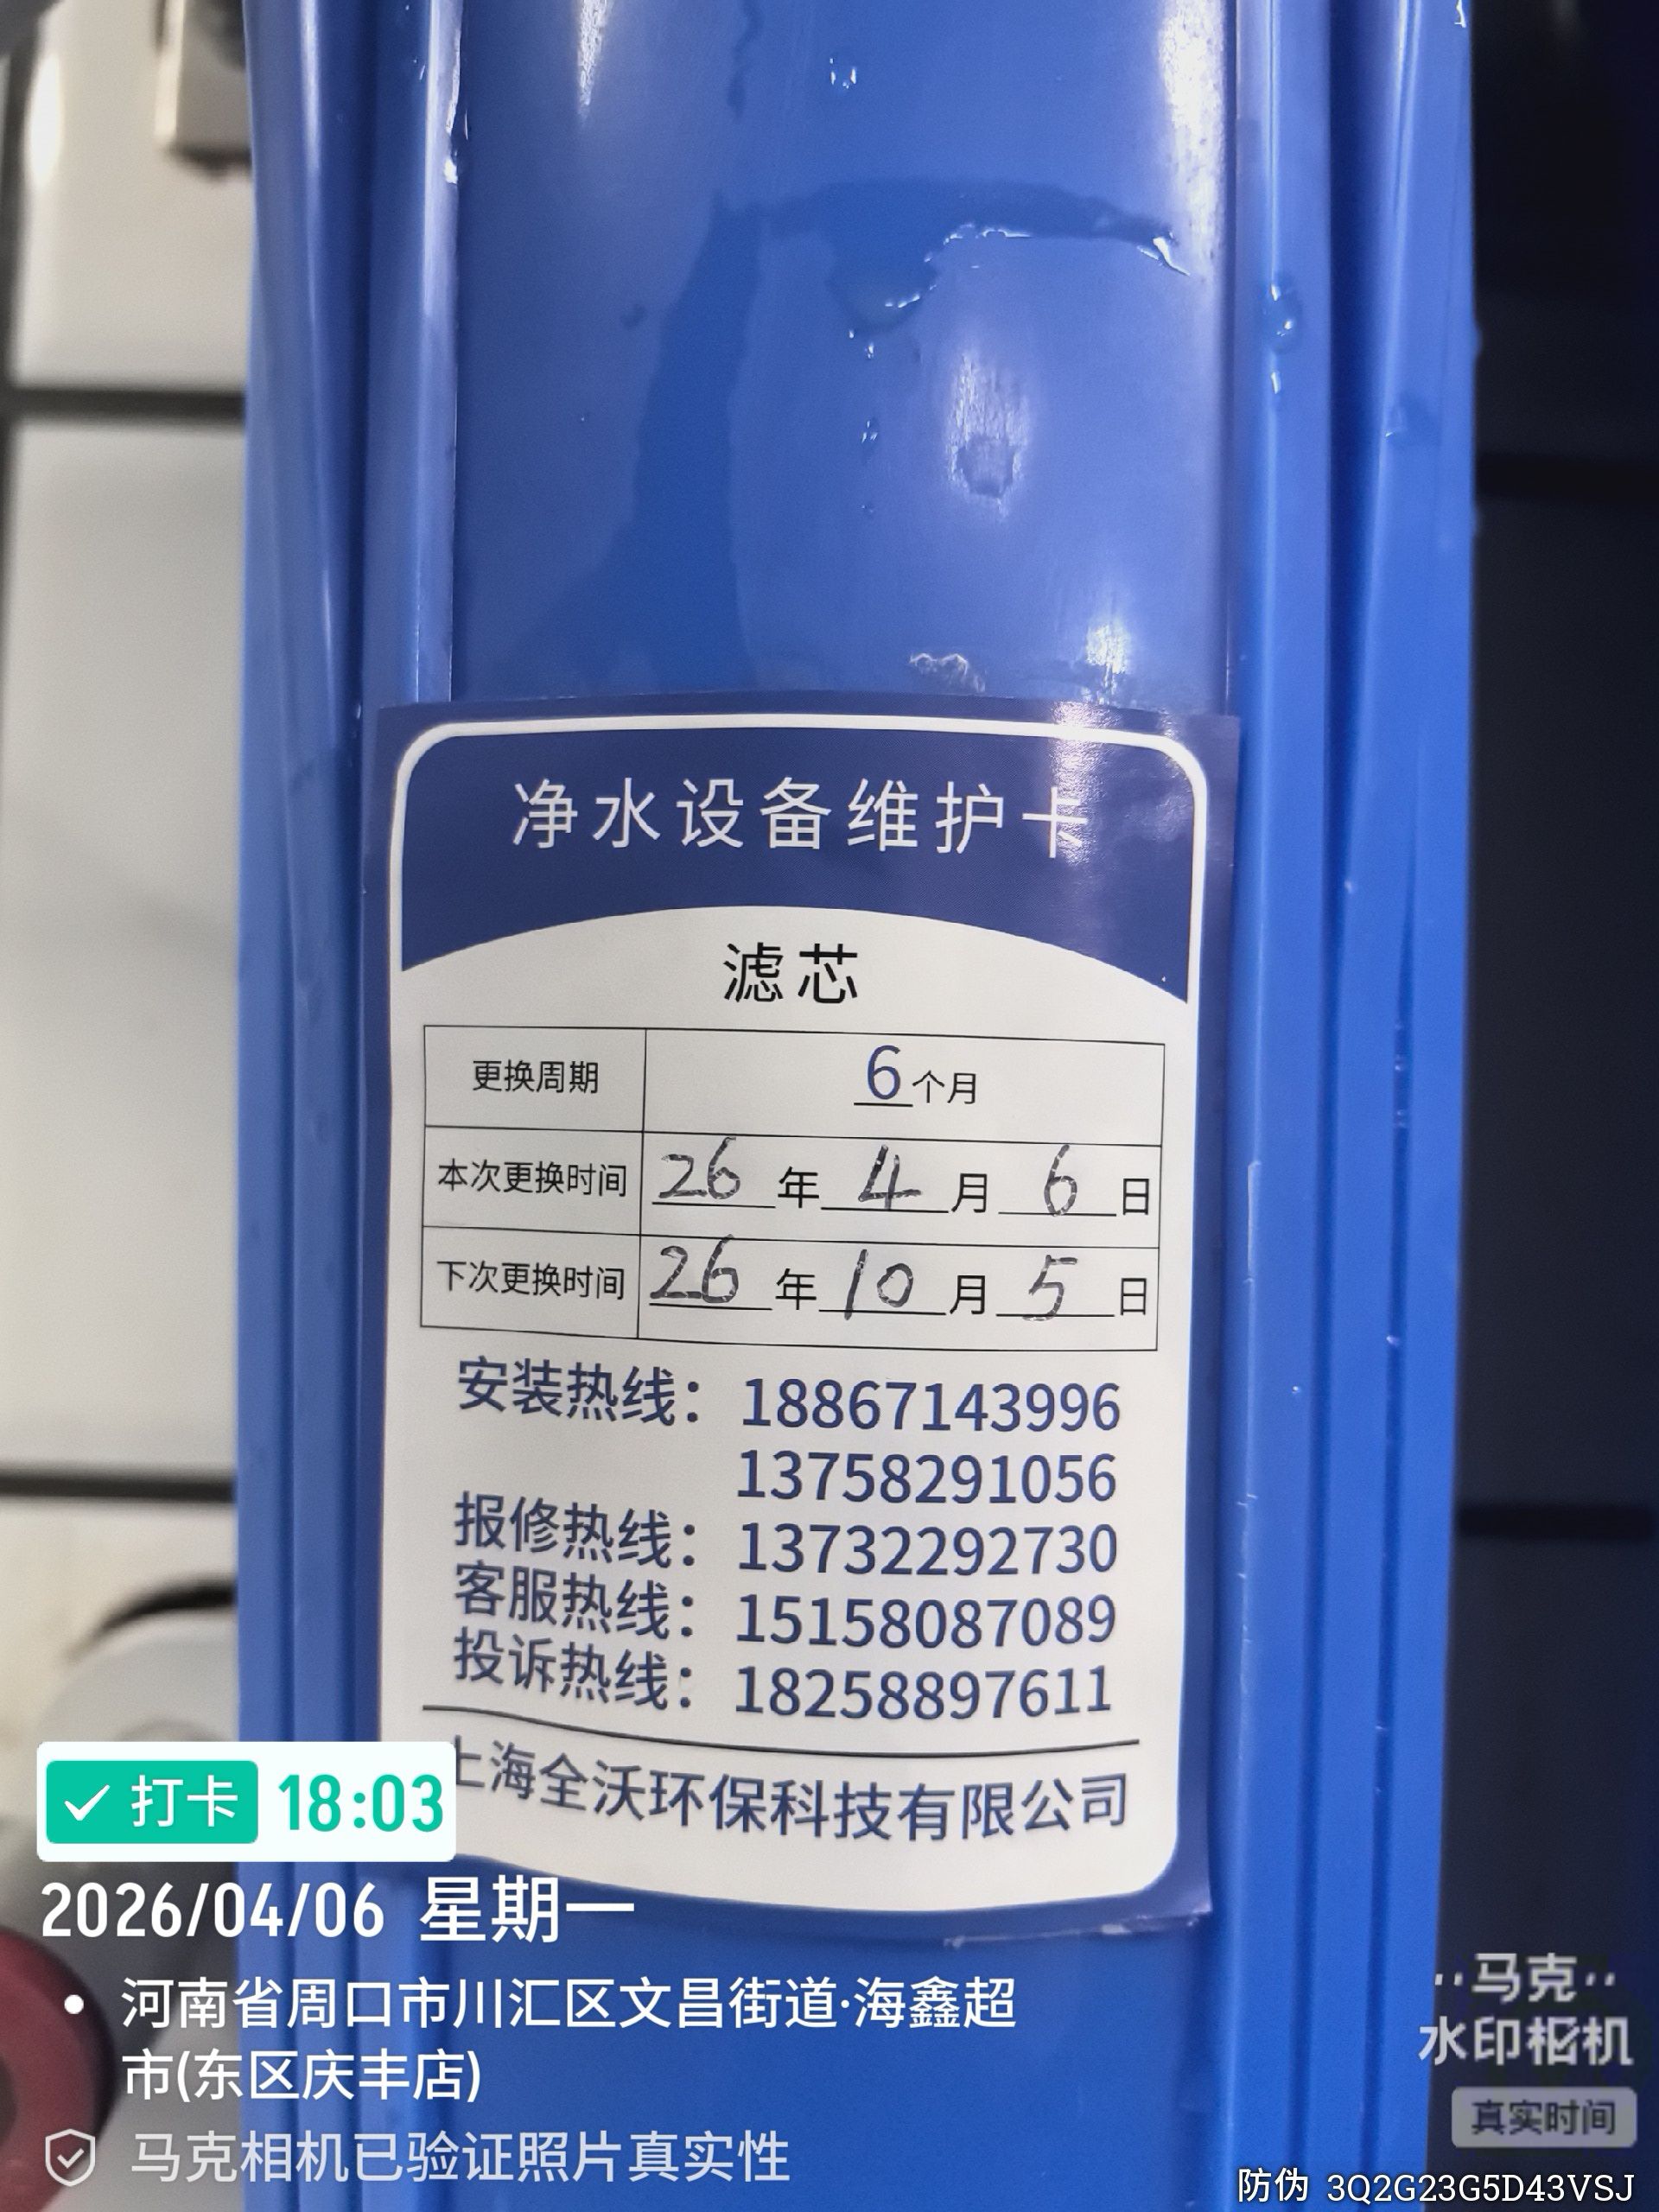 净水设备维护卡
滤芯
更换周期 6个月
本次更换时间 26年4月6日
下次更换时间 26年10月5日
安装热线：18867143996
13758291056
报修热线：13732292730
客服热线：15158087089
投诉热线：18258897611
上海全沃环保科技有限公司
打卡 18:03
2026/04/06 星期一
河南省周口市川汇区文昌街道·海鑫超
市(东区庆丰店)
马克相机已验证照片真实性
马克
水印相机
真实时间
防伪 3Q2G23G5D43VSJ